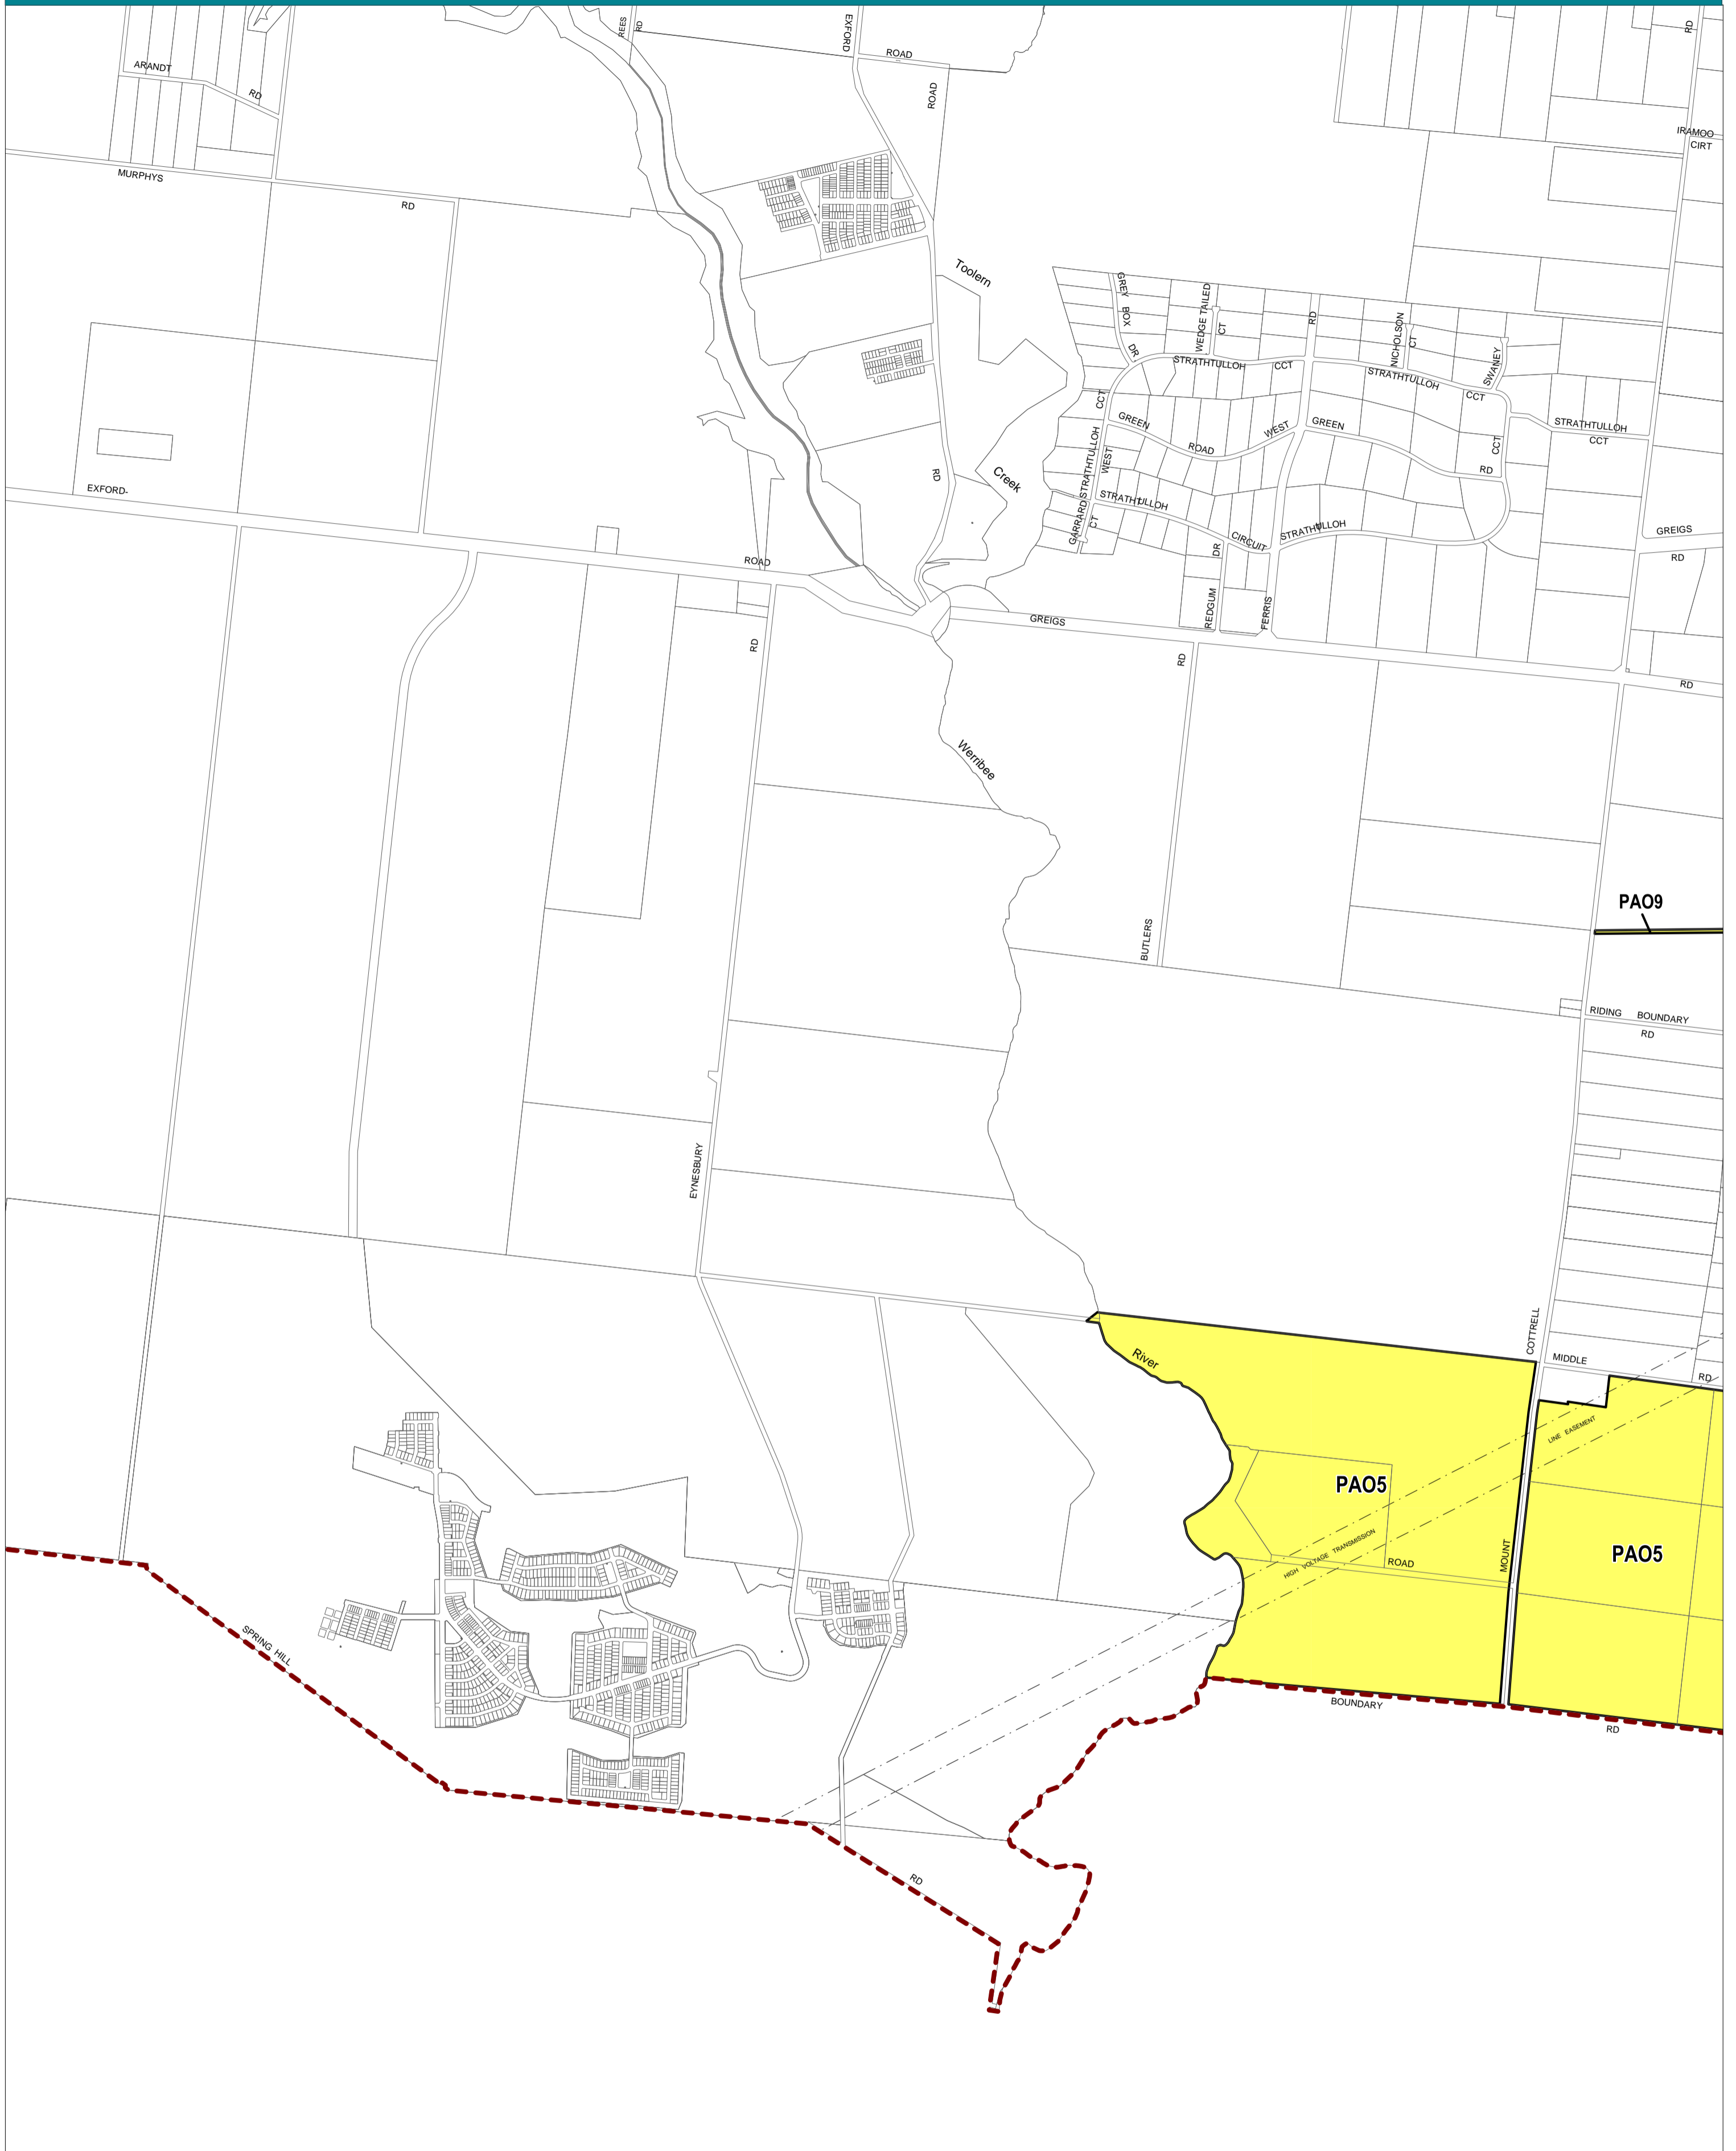 REES
RD
EXFORD
ROAD
RD
ARANDT
RD
ROAD
IRAMOO
CIRT
MURPHYS
RD
Toolern
GREY BOX DR
WEDGE TAILED
CT
RD
NICHOLSON
CT
SWANEY
STRATHTULLOH
CCT
STRATHTULLOH
CCT
CCT
GREEN
ROAD
WEST
GREEN
STRATHTULLOH
CCT
STRATHTULLOH
WEST
RD
CCT
Creek
RD
EXFORD-
STRATHTULLOH
GARRARD
CT
CIRCUIT
STRATHTULLOH
GREIGS
RD
ROAD
DR
REDGUM
FERRIS
GREIGS
RD
RD
RD
Werribee
PAO9
BUTLERS
RIDING BOUNDARY
RD
EYNESBURY
COTTRELL
River
MIDDLE
RD
LINE EASEMENT
PAO5
HIGH VOLTAGE TRANSMISSION
ROAD
MOUNT
PAO5
SPRING HILL
BOUNDARY
RD
RD